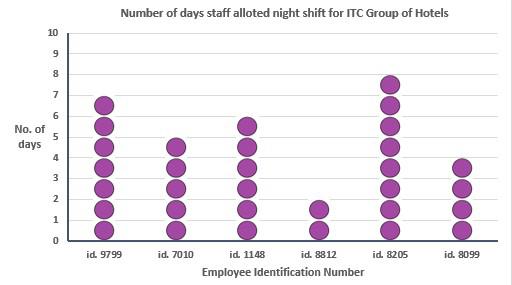 Number of days staff alloted night shift for ITC Group of Hotels
10
9
8
7
6
5
4
3
2
1
0
No. of
days
id. 9799 id. 7010 id. 1148 id. 8812 id. 8205 id. 8099
Employee Identification Number